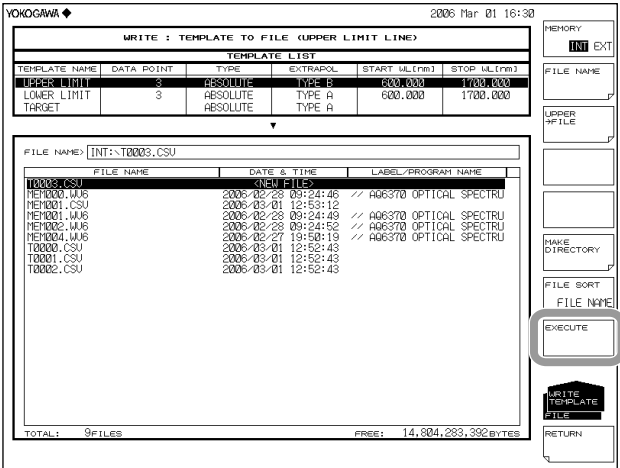 YOKOGAWA ◆ 2006 Mar 01 16:30
WRITE : TEMPLATE TO FILE (UPPER LIMIT LINE)
TEMPLATE LIST
TEMPLATE NAME DATA POINT TYPE EXTRAPOL START WL[nm] STOP WL[nm]
UPPER LIMIT 3 ABSOLUTE TYPE B 600.000 1700.000
LOWER LIMIT 3 ABSOLUTE TYPE A 600.000 1700.000
TARGET ABSOLUTE TYPE A
▼
FILE NAME> INT:\T0003.CSV
FILE NAME DATE & TIME LABEL/PROGRAM NAME
T0003.CSV <NEW FILE>
MEM000.WU6 2006/02/28 09:24:46 // AQ6370 OPTICAL SPECTRU
MEM001.CSV 2006/03/01 12:53:12
MEM001.WU6 2006/02/28 09:24:49 // AQ6370 OPTICAL SPECTRU
MEM002.WU6 2006/02/28 09:24:52 // AQ6370 OPTICAL SPECTRU
MEM004.WU6 2006/02/27 19:50:19 // AQ6370 OPTICAL SPECTRU
T0000.CSV 2006/03/01 12:52:43
T0001.CSV 2006/03/01 12:52:43
T0002.CSV 2006/03/01 12:52:43
TOTAL: 9FILES FREE: 14,804,283,392BYTES
MEMORY
INT EXT
FILE NAME
UPPER
→FILE
MAKE
DIRECTORY
FILE SORT
FILE NAME
EXECUTE
WRITE
TEMPLATE
FILE
RETURN